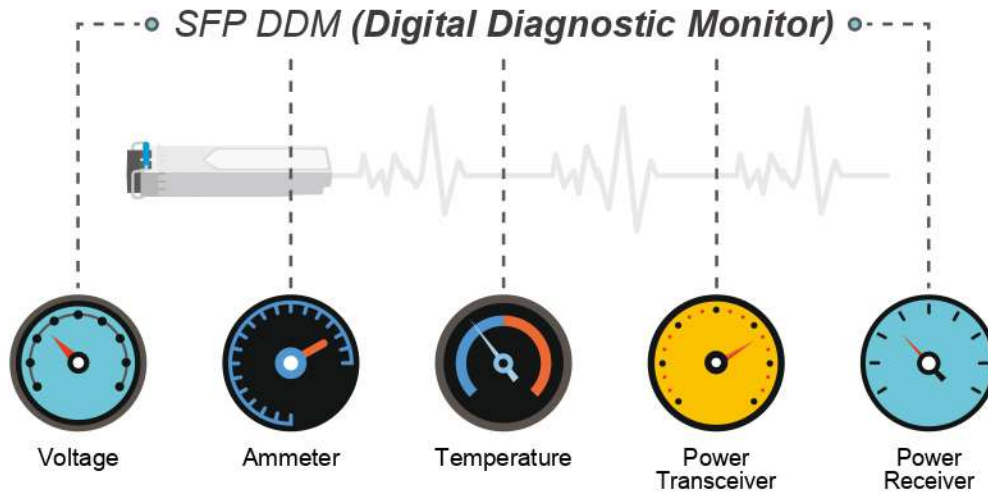 SFP DDM (Digital Diagnostic Monitor)
Voltage
Ammeter
Temperature
Power
Transceiver
Power
Receiver